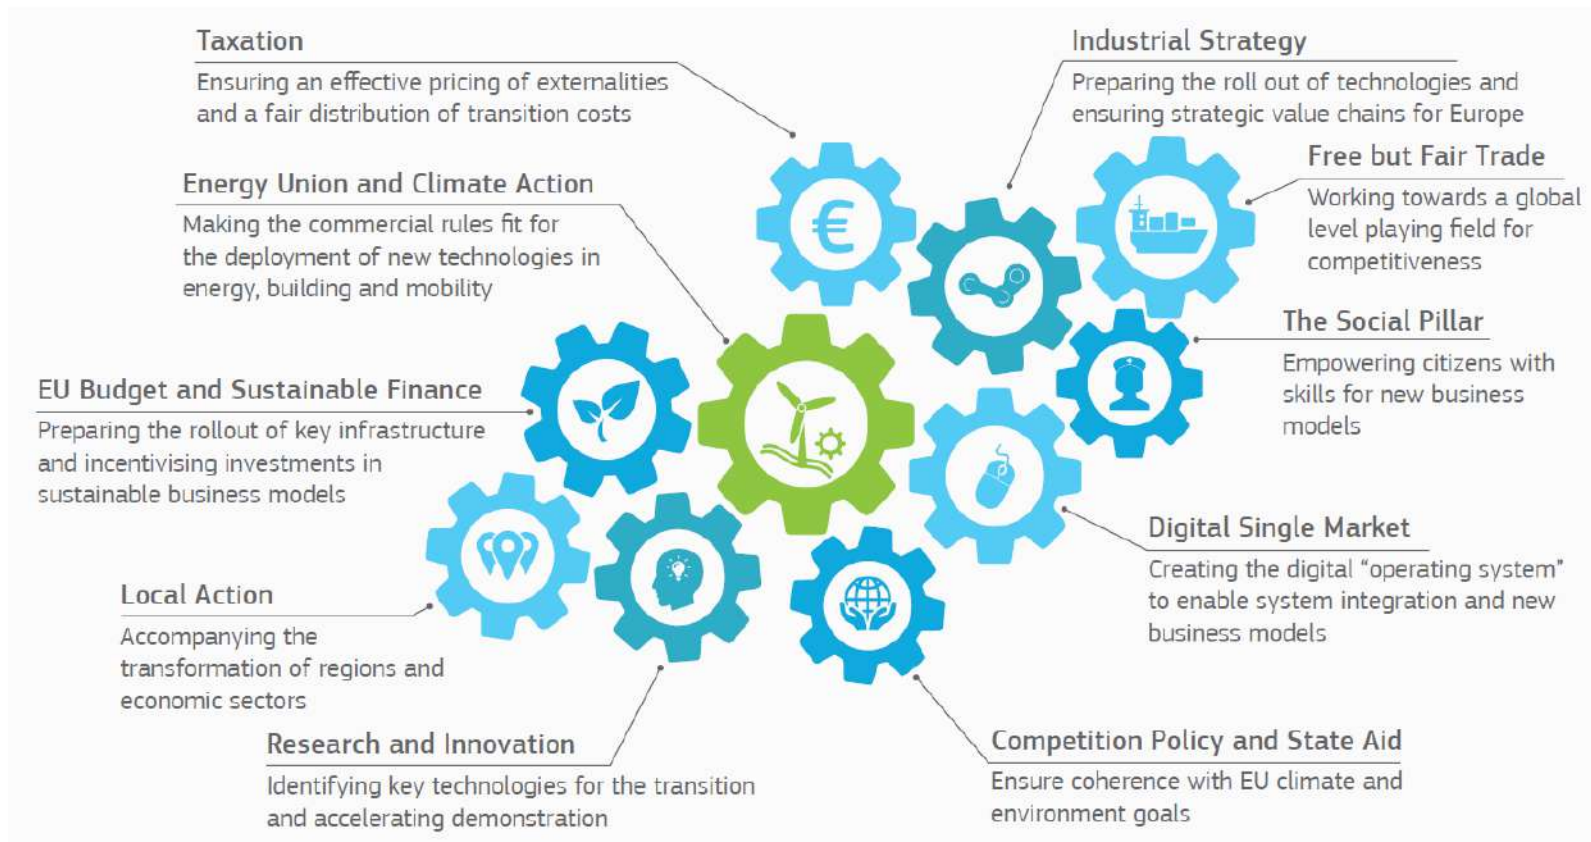 Taxation
Ensuring an effective pricing of externalities
and a fair distribution of transition costs
Industrial Strategy
Preparing the roll out of technologies and
ensuring strategic value chains for Europe
Free but Fair Trade
Working towards a global
level playing field for
competitiveness
Energy Union and Climate Action
Making the commercial rules fit for
the deployment of new technologies in
energy, building and mobility
€
The Social Pillar
Empowering citizens with
skills for new business
models
EU Budget and Sustainable Finance
Preparing the rollout of key infrastructure
and incentivising investments in
sustainable business models
Digital Single Market
Creating the digital “operating system”
to enable system integration and new
business models
Local Action
Accompanying the
transformation of regions and
economic sectors
Research and Innovation
Identifying key technologies for the transition
and accelerating demonstration
Competition Policy and State Aid
Ensure coherence with EU climate and
environment goals